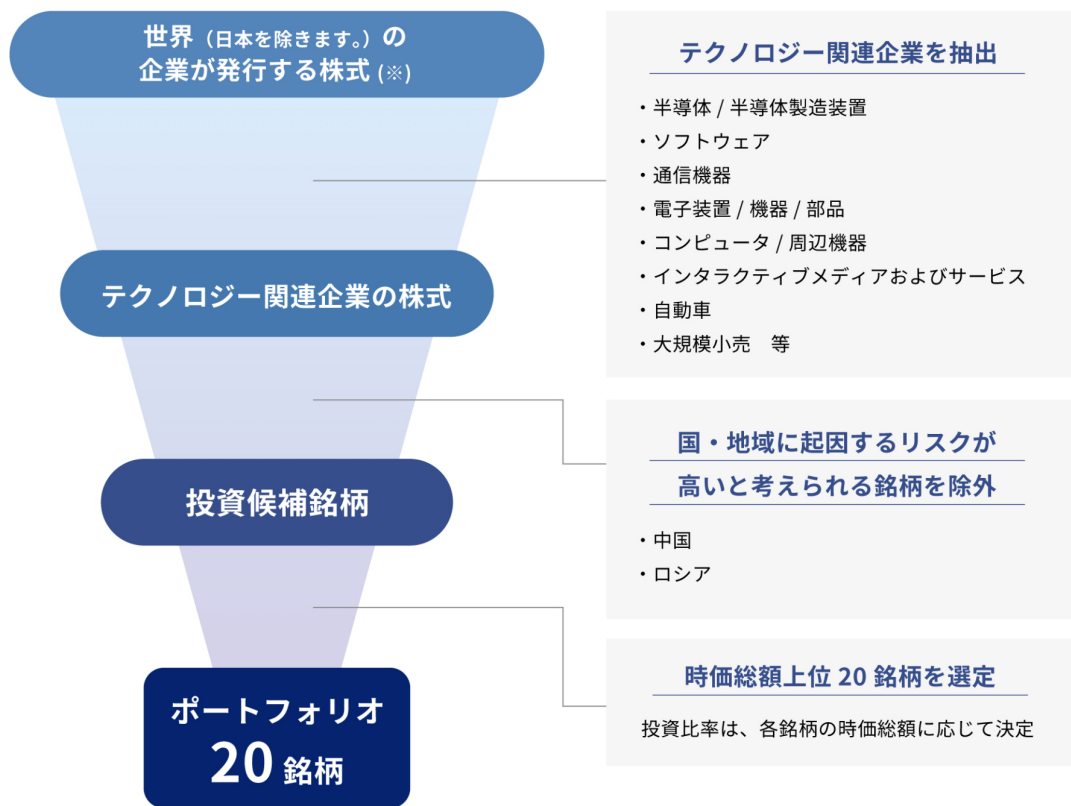 世界（日本を除きます。）の
企業が発行する株式 (※)
テクノロジー関連企業を抽出
・半導体 / 半導体製造装置
・ソフトウェア
・通信機器
・電子装置 / 機器 / 部品
・コンピュータ / 周辺機器
・インタラクティブメディアおよびサービス
・自動車
・大規模小売　等
テクノロジー関連企業の株式
国・地域に起因するリスクが
高いと考えられる銘柄を除外
・中国
・ロシア
投資候補銘柄
時価総額上位 20 銘柄を選定
投資比率は、各銘柄の時価総額に応じて決定
ポートフォリオ
20 銘柄